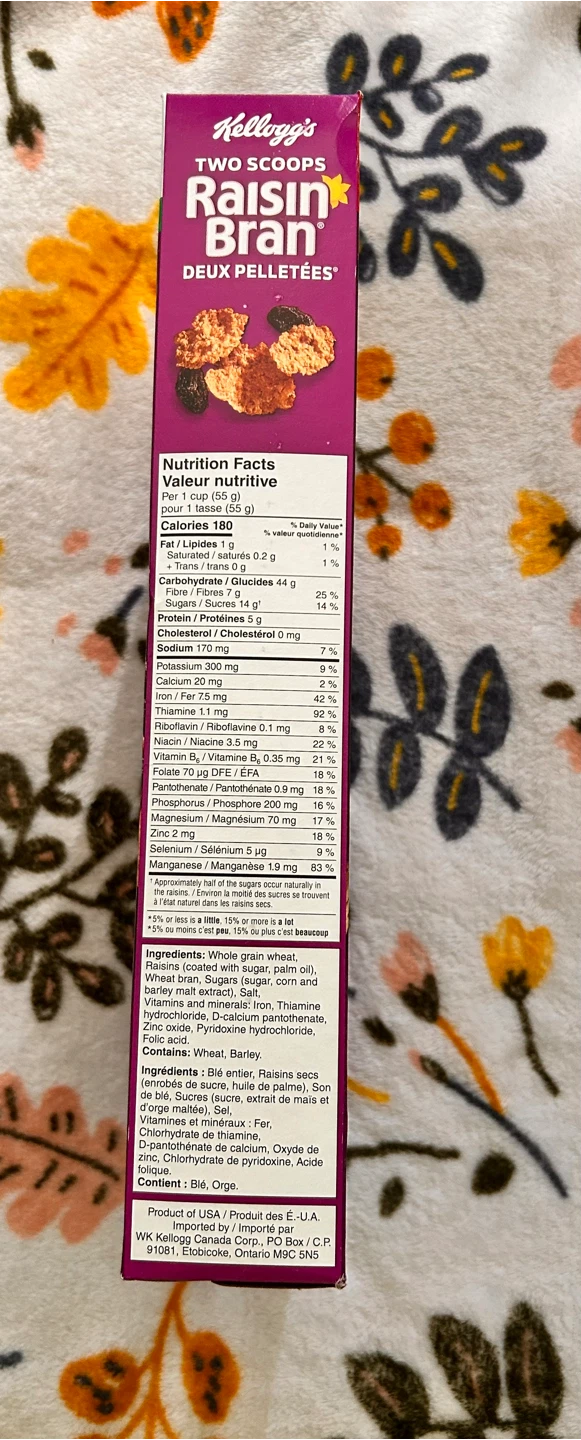 Kellogg's
TWO SCOOPS
Raisin
Bran®
DEUX PELLETÉES®
Nutrition Facts
Valeur nutritive
Per 1 cup (55 g)
pour 1 tasse (55 g)
Calories 180 % Daily Value*
% valeur quotidienne*
Fat / Lipides 1 g 1 %
Saturated / saturés 0.2 g
+ Trans / trans 0 g 1 %
Carbohydrate / Glucides 44 g
Fibre / Fibres 7 g 25 %
Sugars / Sucres 14 g† 14 %
Protein / Protéines 5 g
Cholesterol / Cholestérol 0 mg
Sodium 170 mg 7 %
Potassium 300 mg 9 %
Calcium 20 mg 2 %
Iron / Fer 7.5 mg 42 %
Thiamine 1.1 mg 92 %
Riboflavin / Riboflavine 0.1 mg 8 %
Niacin / Niacine 3.5 mg 22 %
Vitamin B6 / Vitamine B6 0.35 mg 21 %
Folate 70 µg DFE / ÉFA 18 %
Pantothenate / Pantothénate 0.9 mg 18 %
Phosphorus / Phosphore 200 mg 16 %
Magnesium / Magnésium 70 mg 17 %
Zinc 2 mg 18 %
Selenium / Sélénium 5 µg 9 %
Manganese / Manganèse 1.9 mg 83 %
† Approximately half of the sugars occur naturally in
the raisins. / Environ la moitié des sucres se trouvent
à l'état naturel dans les raisins secs.
*5% or less is a little, 15% or more is a lot
*5% ou moins c'est peu, 15% ou plus c'est beaucoup
Ingredients: Whole grain wheat,
Raisins (coated with sugar, palm oil),
Wheat bran, Sugars (sugar, corn and
barley malt extract), Salt,
Vitamins and minerals: Iron, Thiamine
hydrochloride, D-calcium pantothenate,
Zinc oxide, Pyridoxine hydrochloride,
Folic acid.
Contains: Wheat, Barley.
Ingrédients : Blé entier, Raisins secs
(enrobés de sucre, huile de palme), Son
de blé, Sucres (sucre, extrait de maïs et
d'orge maltée), Sel,
Vitamines et minéraux : Fer,
Chlorhydrate de thiamine,
D-pantothénate de calcium, Oxyde de
zinc, Chlorhydrate de pyridoxine, Acide
folique.
Contient : Blé, Orge.
Product of USA / Produit des É.-U.A.
Imported by / Importé par
WK Kellogg Canada Corp., PO Box / C.P.
91081, Etobicoke, Ontario M9C 5N5